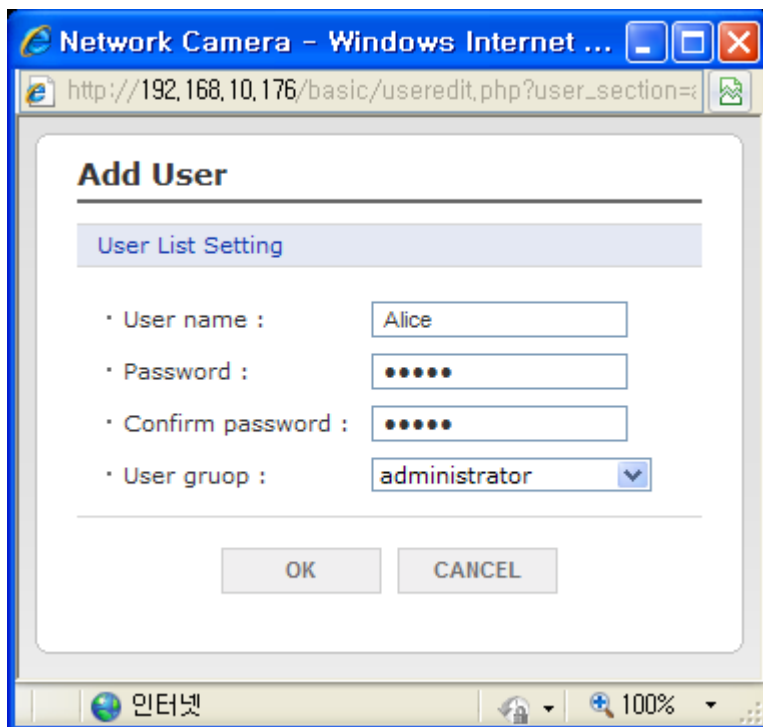 Network Camera - Windows Internet ...
http://192,168,10,176/basic/useredit,php?user_section=a
Add User
User List Setting
· User name : Alice
· Password : •••••
· Confirm password : •••••
· User gruop : administrator
OK CANCEL
인터넷 100%